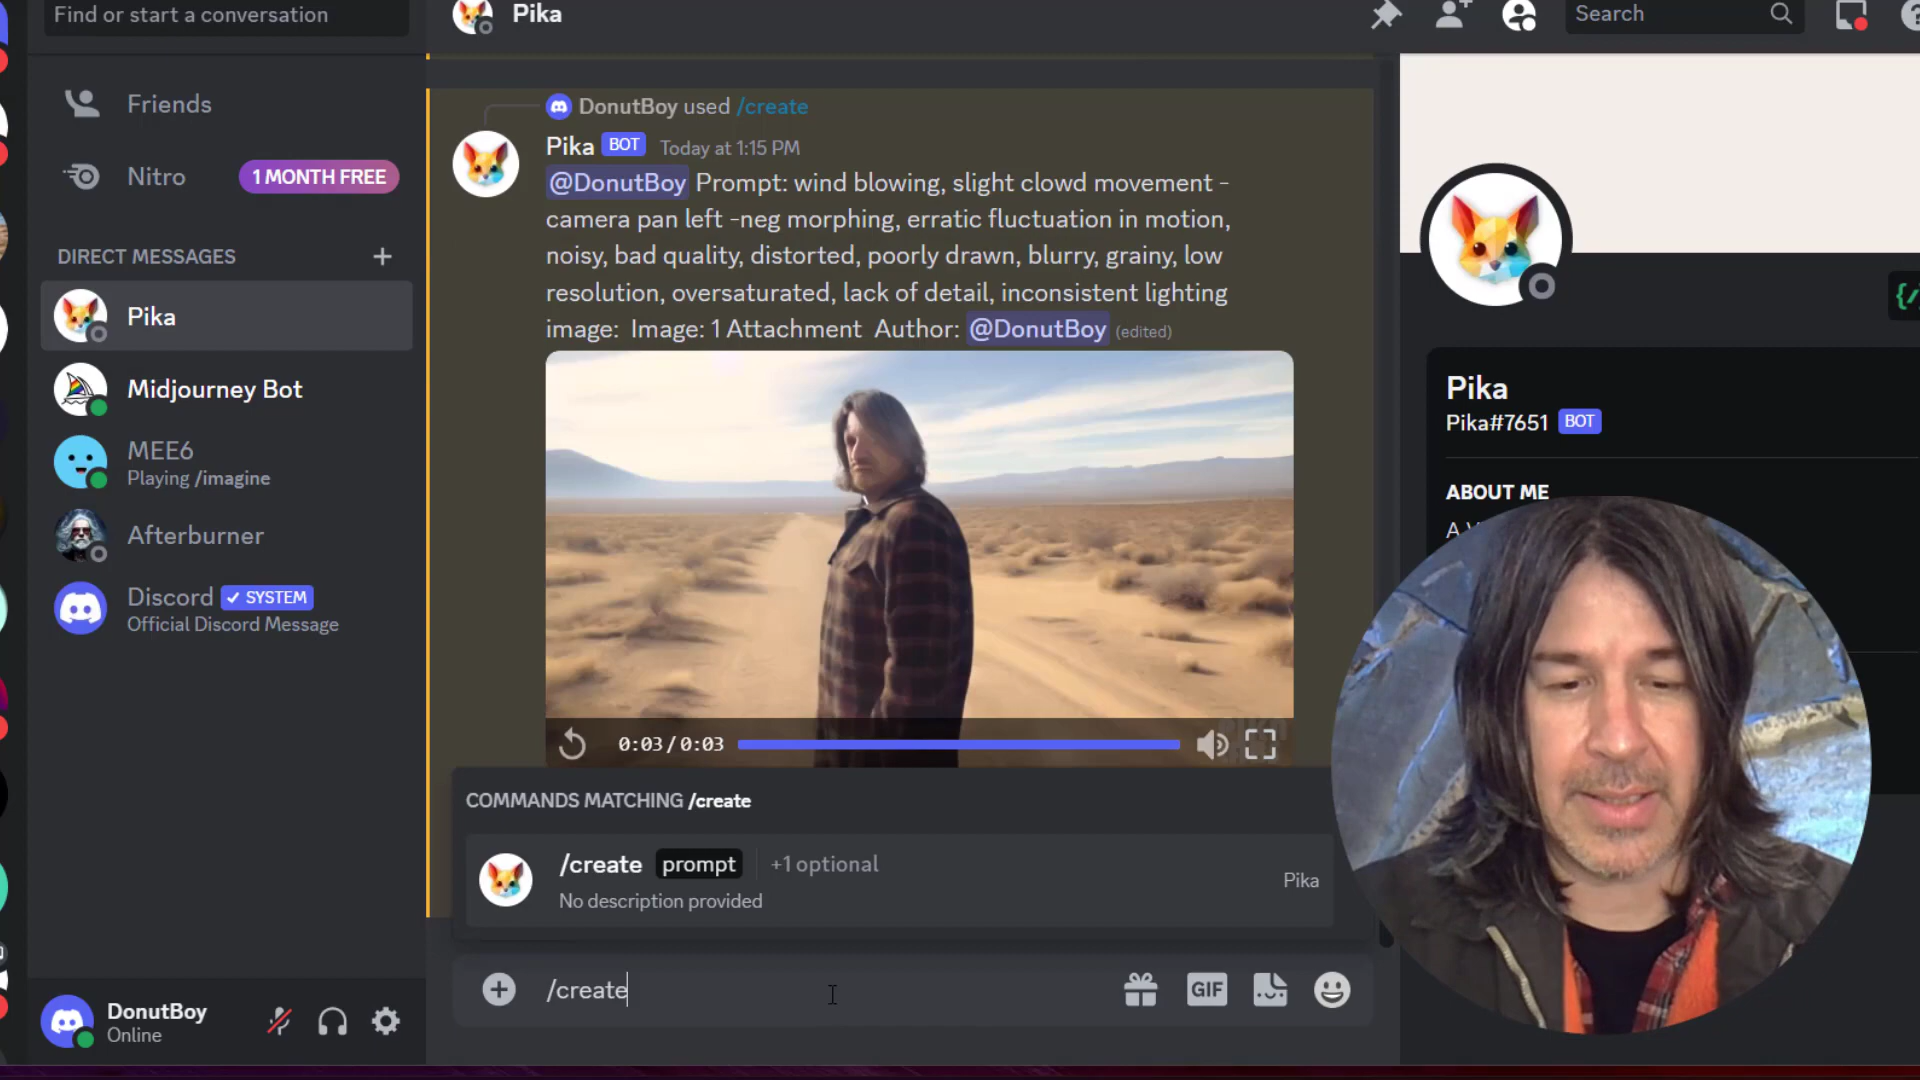 Find or start a conversation
Friends
Nitro
1 MONTH FREE
DIRECT MESSAGES
Pika
Midjourney Bot
MEE6
Playing /imagine
Afterburner
Discord SYSTEM
Official Discord Message
DonutBoy
Online
Pika
DonutBoy used /create
Pika BOT Today at 1:15 PM
@DonutBoy Prompt: wind blowing, slight clowd movement -
camera pan left -neg morphing, erratic fluctuation in motion,
noisy, bad quality, distorted, poorly drawn, blurry, grainy, low
resolution, oversaturated, lack of detail, inconsistent lighting
image: Image: 1 Attachment Author: @DonutBoy (edited)
0:03/0:03
COMMANDS MATCHING /create
/create prompt +1 optional
No description provided
Pika
/create
GIF
Search
Pika
Pika#7651 BOT
ABOUT ME